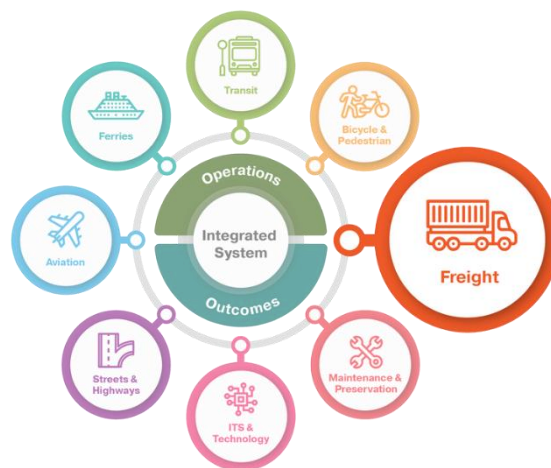 Transit
Ferries
Bicycle &
Pedestrian
Operations
Integrated
System
Outcomes
Aviation
Freight
Streets &
Highways
Maintenance &
Preservation
ITS &
Technology